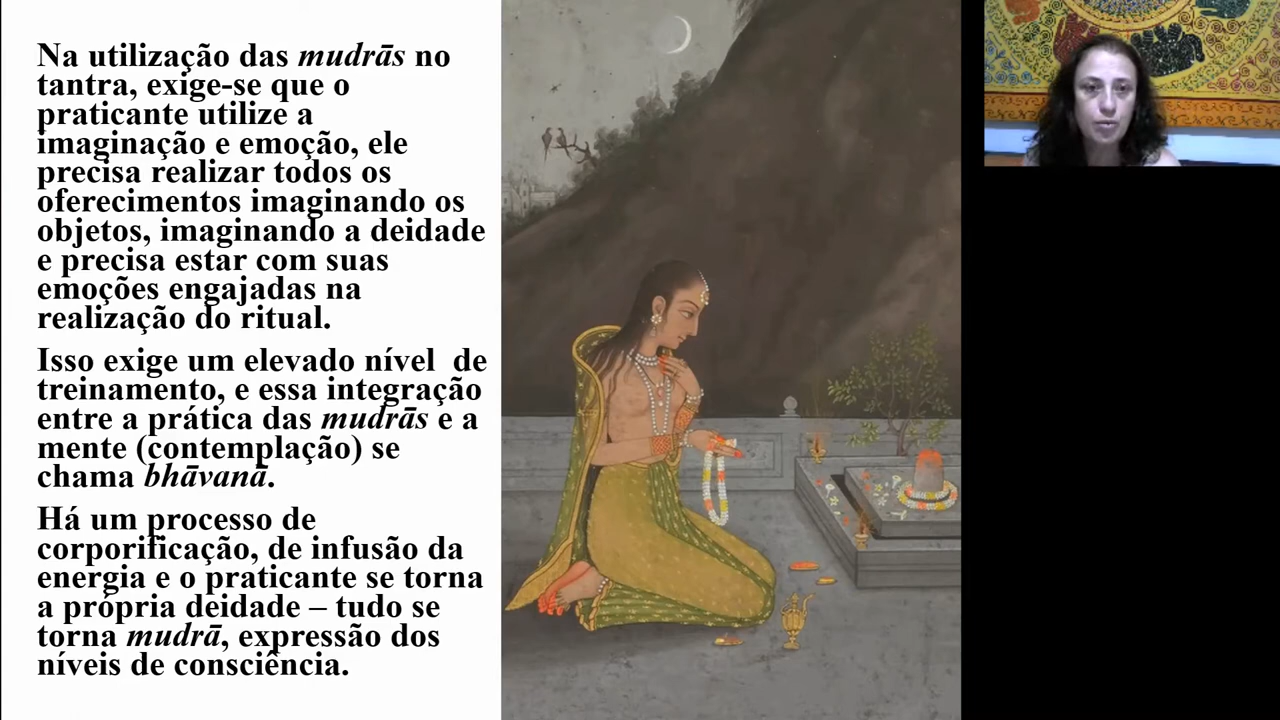 Na utilização das mudrās no
tantra, exige-se que o
praticante utilize a
imaginação e emoção, ele
precisa realizar todos os
oferecimentos imaginando os
objetos, imaginando a deidade
e precisa estar com suas
emoções engajadas na
realização do ritual.
Isso exige um elevado nível  de
treinamento, e essa integração
entre a prática das mudrās e a
mente (contemplação) se
chama bhāvanā.
Há um processo de
corporificação, de infusão da
energia e o praticante se torna
a própria deidade – tudo se
torna mudrā, expressão dos
níveis de consciência.